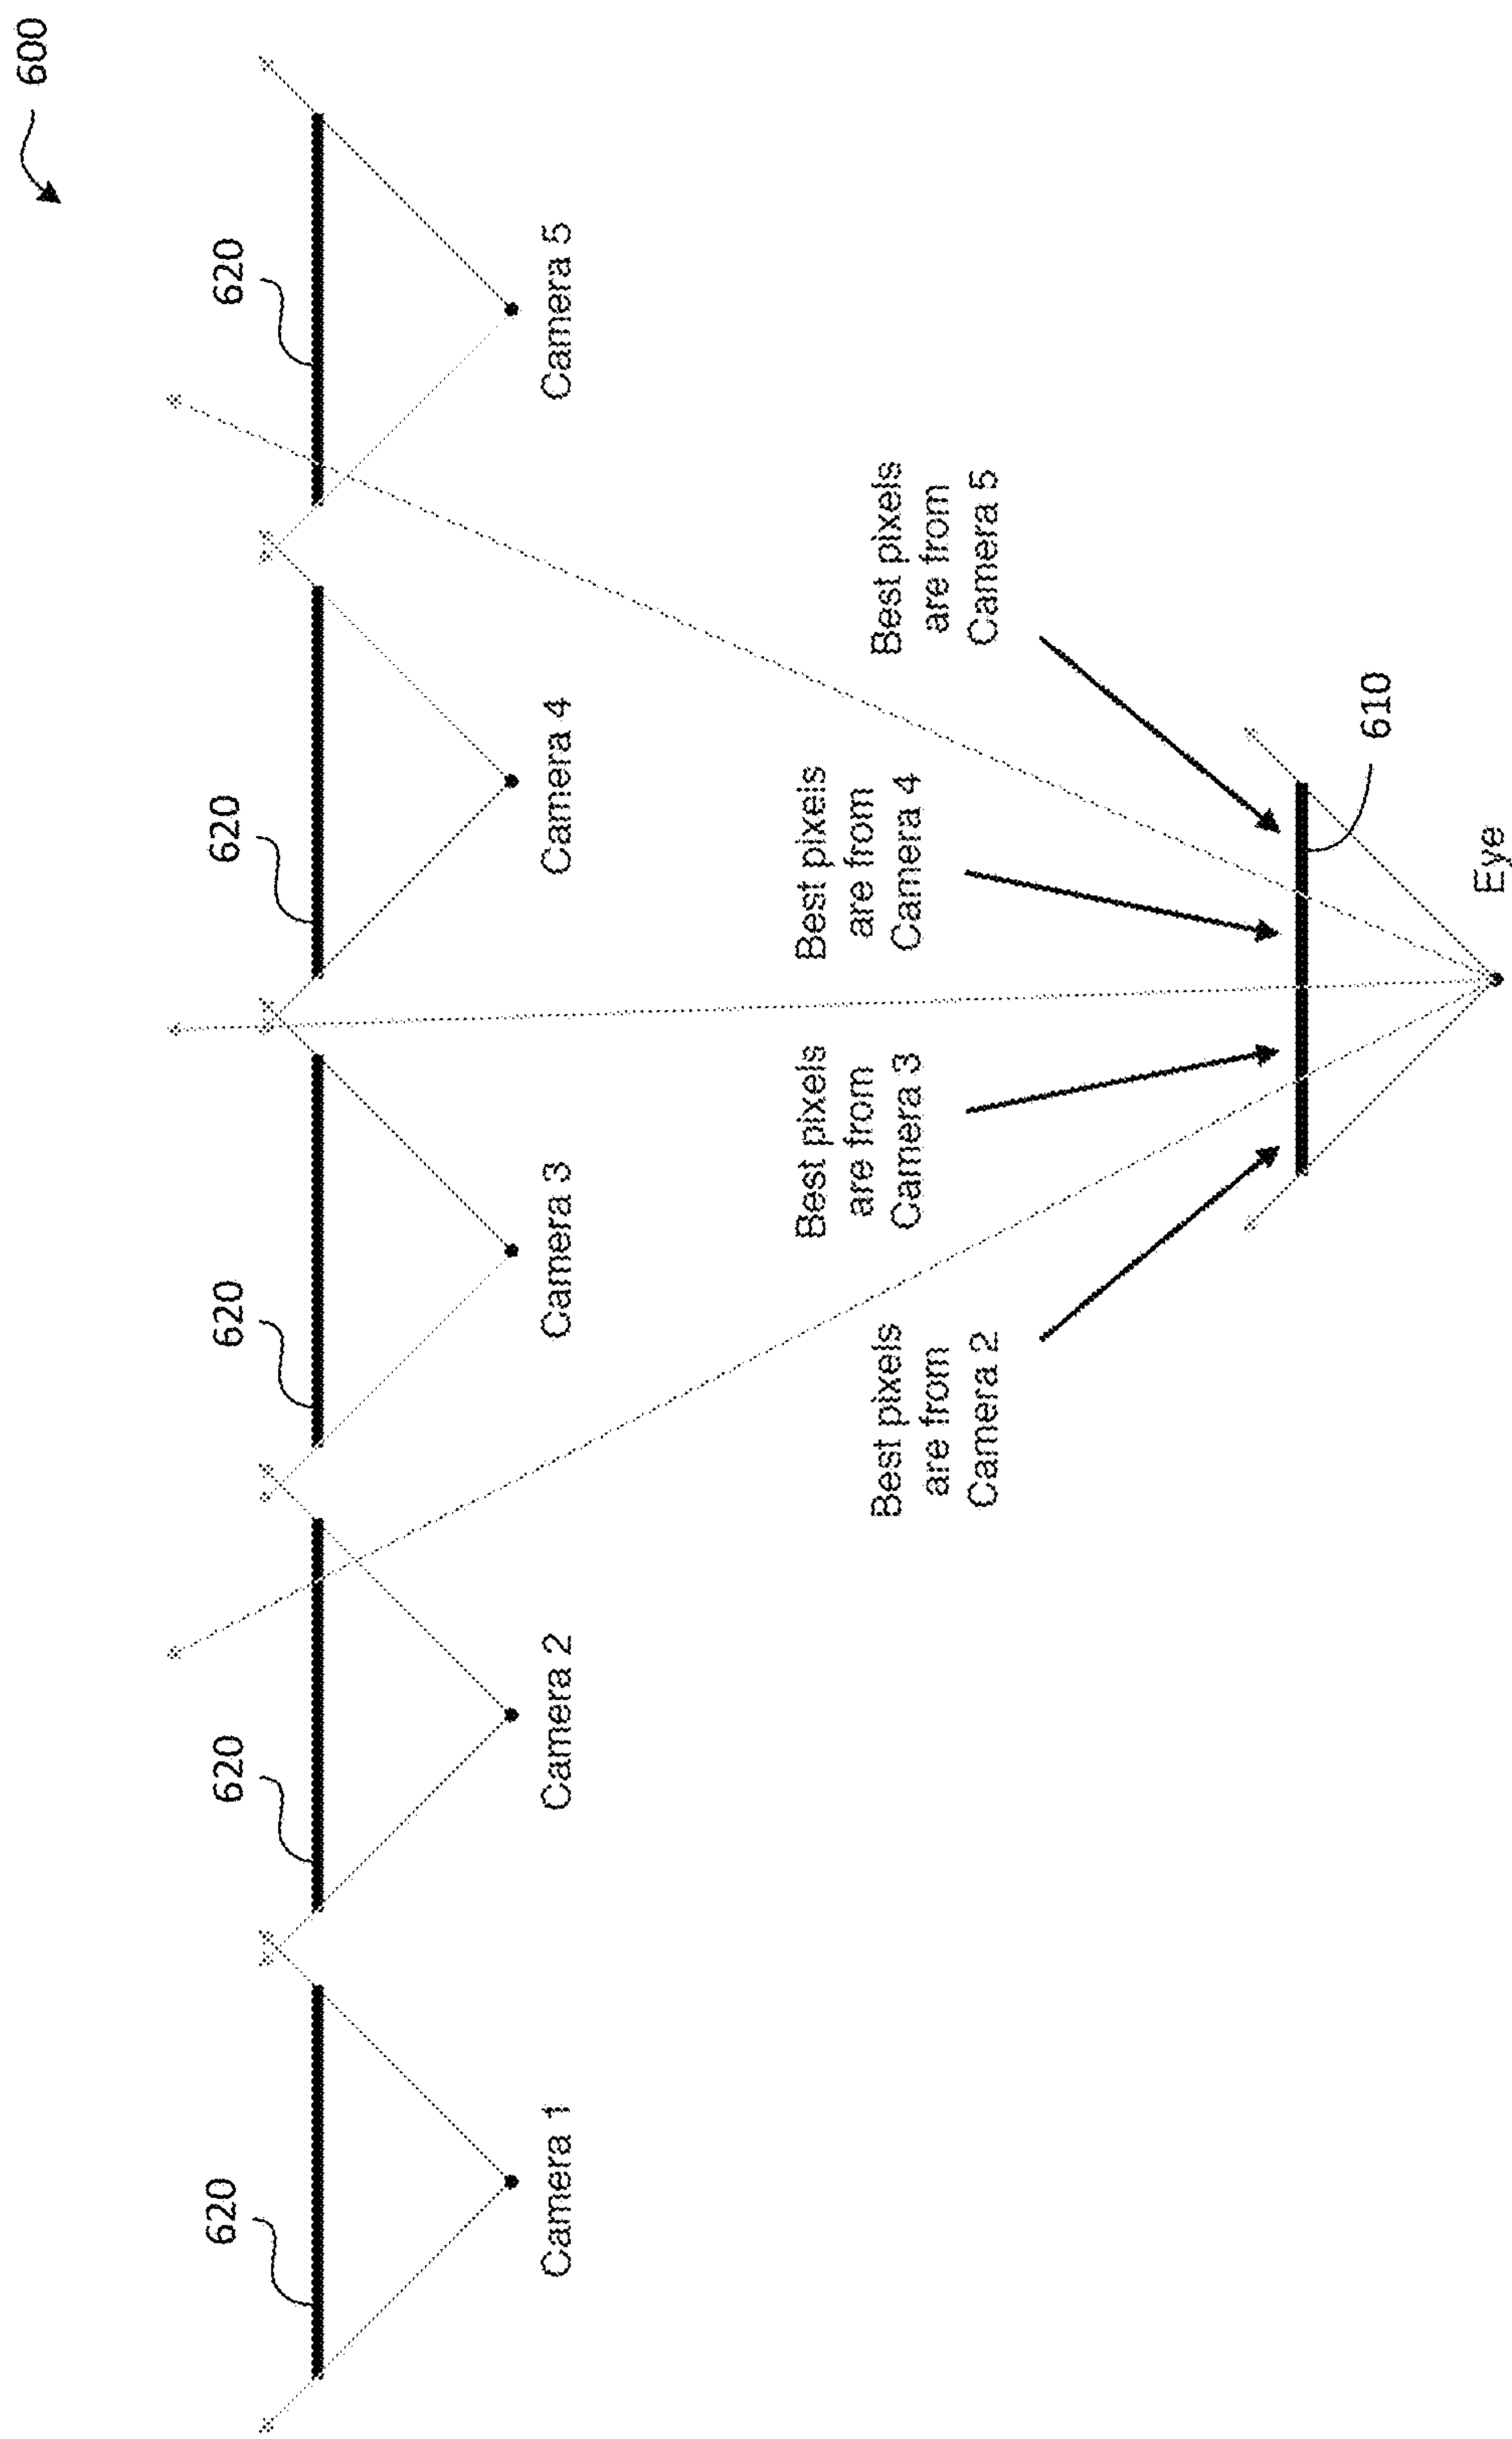 600
620
620
620
620
620
Camera 1
Camera 2
Camera 3
Camera 4
Camera 5
Best pixels
are from
Camera 2
Best pixels
are from
Camera 3
Best pixels
are from
Camera 4
Best pixels
are from
Camera 5
610
Eye